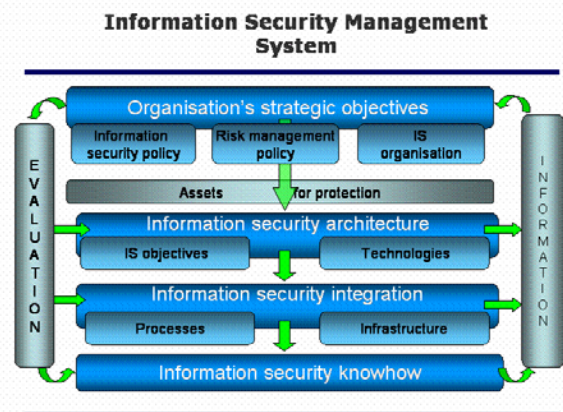 Information Security Management
System
Organisation's strategic objectives
Information
security policy
Risk management
policy
IS
organisation
EVALUATION
INFORMATION
Assets for protection
Information security architecture
IS objectives
Technologies
Information security integration
Processes
Infrastructure
Information security knowhow